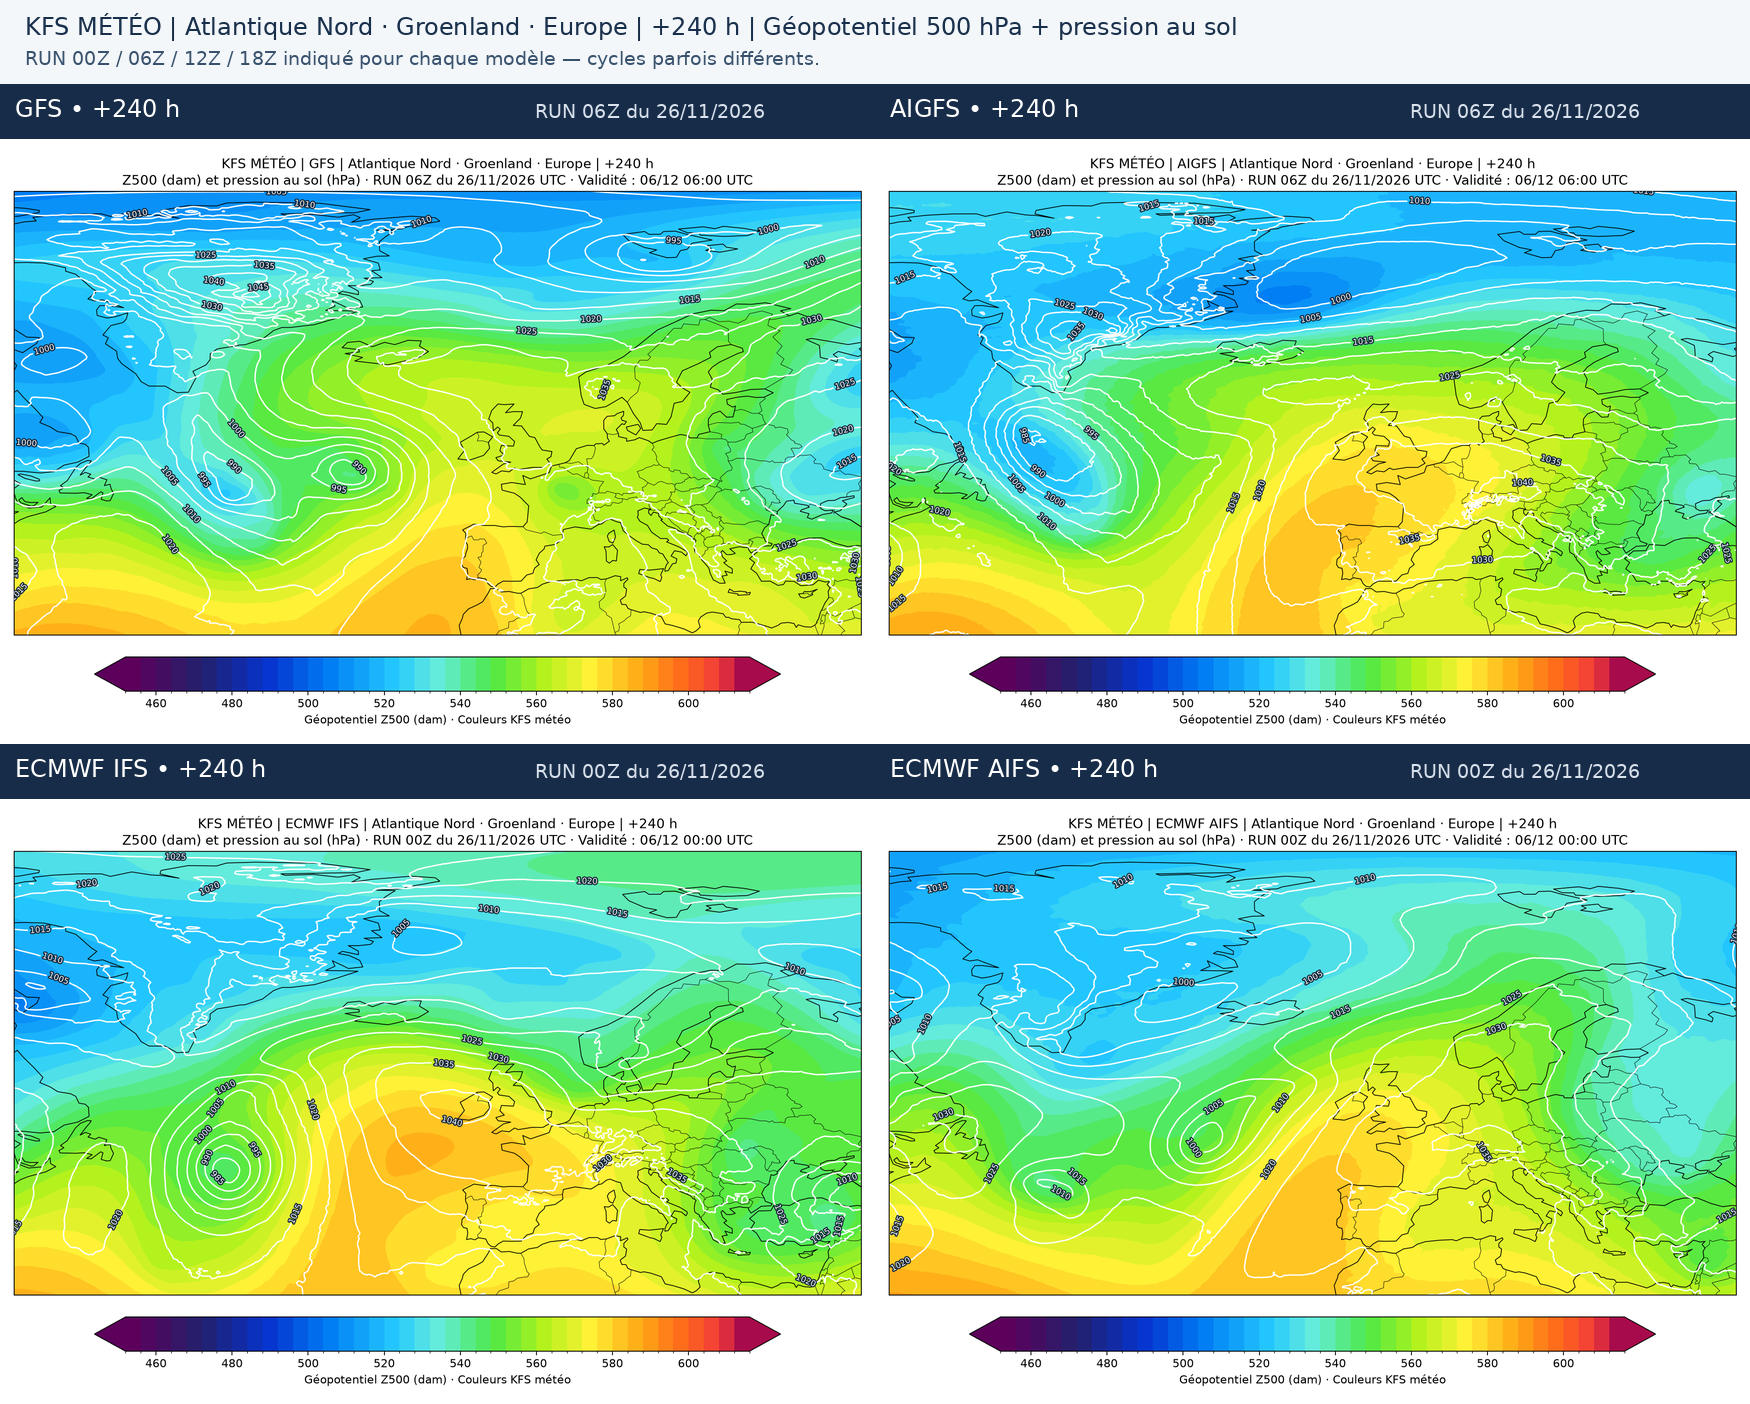 KFS MÉTÉO | Atlantique Nord · Groenland · Europe | +240 h | Géopotentiel 500 hPa + pression au sol
RUN 00Z / 06Z / 12Z / 18Z indiqué pour chaque modèle — cycles parfois différents.
GFS • +240 h
RUN 06Z du 26/11/2026
AIGFS • +240 h
RUN 06Z du 26/11/2026
KFS MÉTÉO | GFS | Atlantique Nord · Groenland · Europe | +240 h
Z500 (dam) et pression au sol (hPa) · RUN 06Z du 26/11/2026 UTC · Validité : 06/12 06:00 UTC
KFS MÉTÉO | AIGFS | Atlantique Nord · Groenland · Europe | +240 h
Z500 (dam) et pression au sol (hPa) · RUN 06Z du 26/11/2026 UTC · Validité : 06/12 06:00 UTC
460 480 500 520 540 560 580 600
Géopotentiel Z500 (dam) · Couleurs KFS météo
460 480 500 520 540 560 580 600
Géopotentiel Z500 (dam) · Couleurs KFS météo
ECMWF IFS • +240 h
RUN 00Z du 26/11/2026
ECMWF AIFS • +240 h
RUN 00Z du 26/11/2026
KFS MÉTÉO | ECMWF IFS | Atlantique Nord · Groenland · Europe | +240 h
Z500 (dam) et pression au sol (hPa) · RUN 00Z du 26/11/2026 UTC · Validité : 06/12 00:00 UTC
KFS MÉTÉO | ECMWF AIFS | Atlantique Nord · Groenland · Europe | +240 h
Z500 (dam) et pression au sol (hPa) · RUN 00Z du 26/11/2026 UTC · Validité : 06/12 00:00 UTC
460 480 500 520 540 560 580 600
Géopotentiel Z500 (dam) · Couleurs KFS météo
460 480 500 520 540 560 580 600
Géopotentiel Z500 (dam) · Couleurs KFS météo